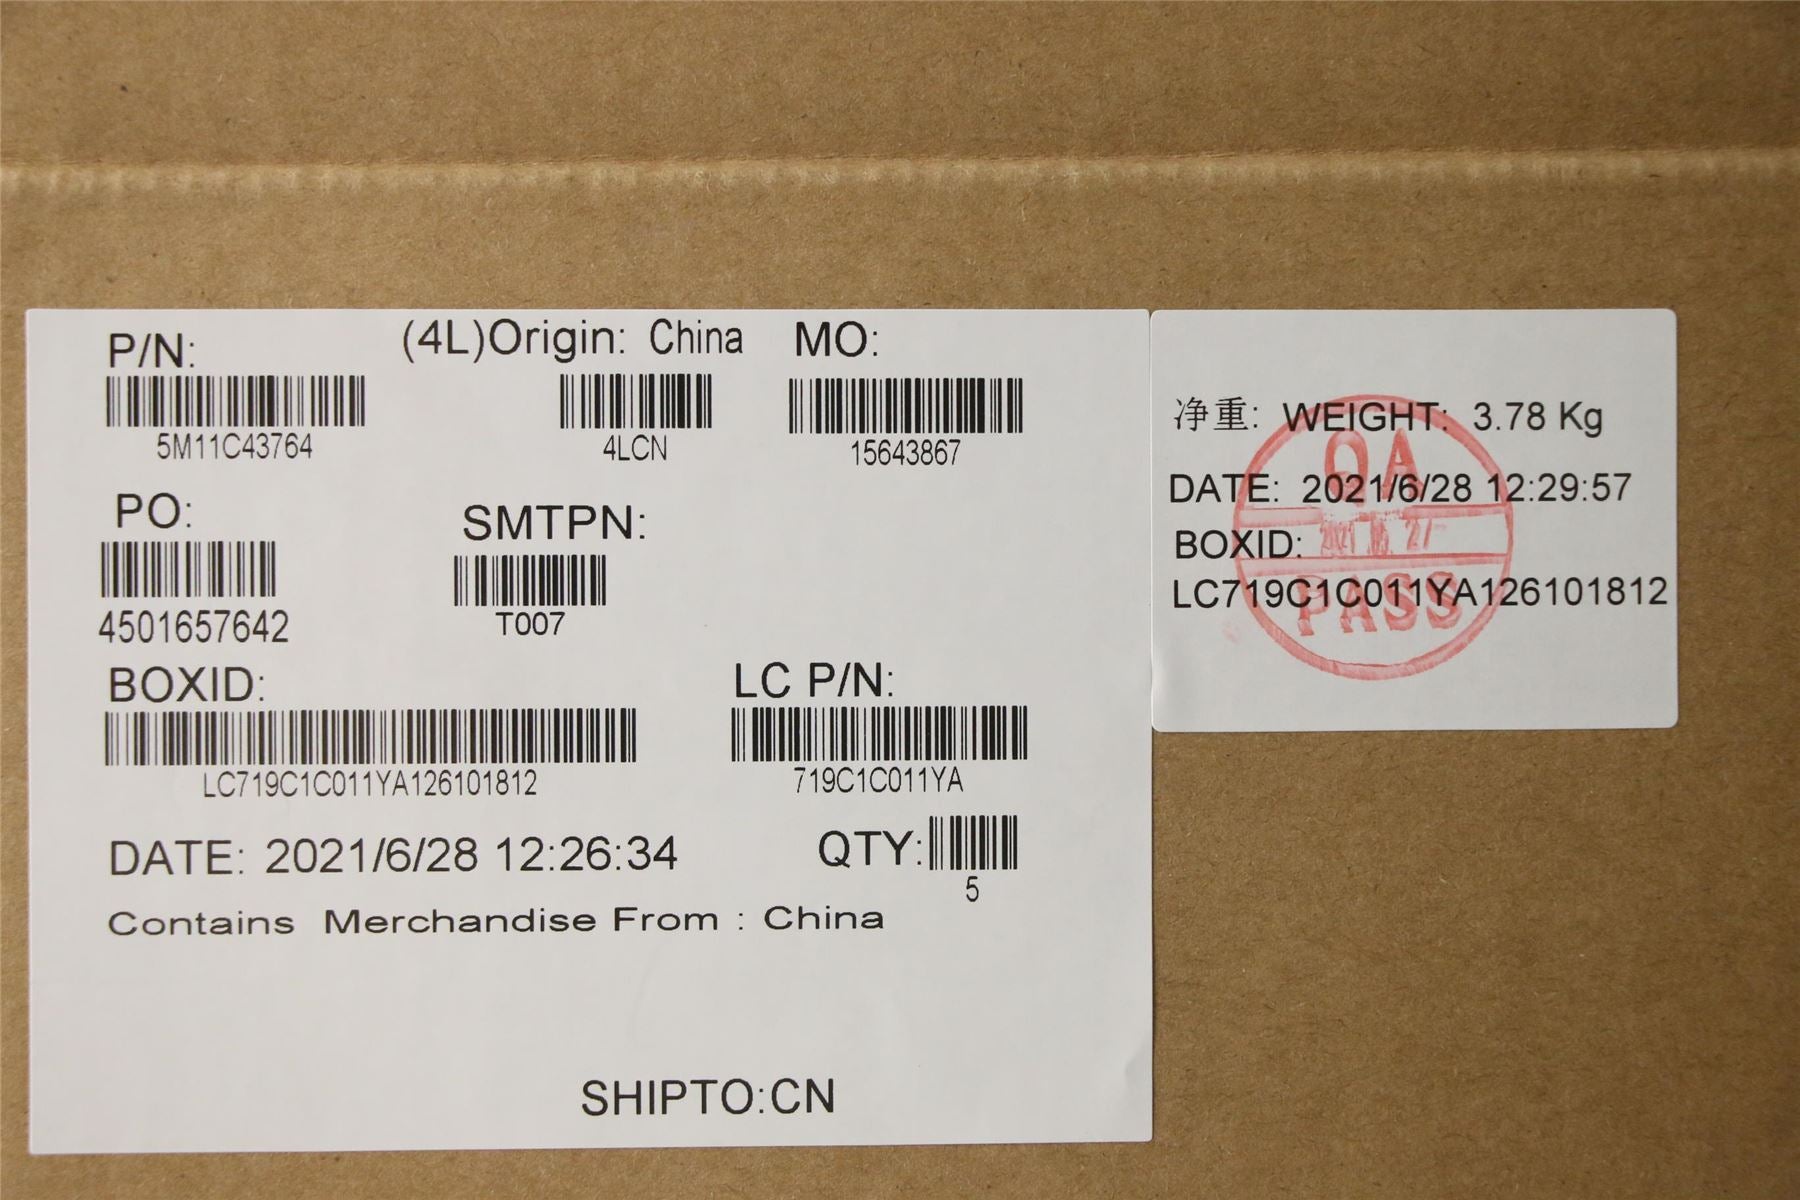 P/N: (4L)Origin: China MO:
5M11C43764 4LCN 15643867
PO: SMTPN:
4501657642 T007
BOXID: LC P/N:
LC719C1C011YA126101812 719C1C011YA
DATE: 2021/6/28 12:26:34 QTY:
5
Contains Merchandise From : China
SHIPTO:CN
净重: WEIGHT: 3.78 Kg
DATE: 2021/6/28 12:29:57
BOXID:
LC719C1C011YA126101812
QA
PASS